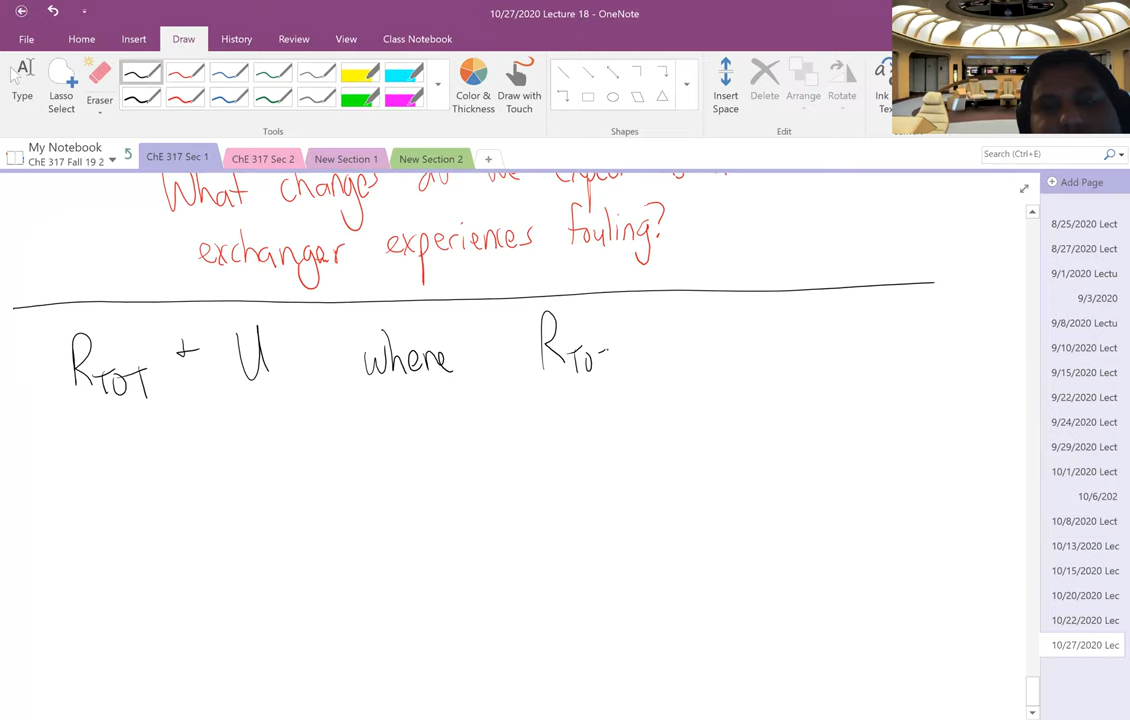 10/27/2020 Lecture 18 - OneNote
File Home Insert Draw History Review View Class Notebook
Type
Lasso Select
Eraser
Color & Thickness
Draw with Touch
Insert Space
Delete
Arrange
Rotate
Ink
Tools
Shapes
Edit
My Notebook
ChE 317 Fall 19 2
ChE 317 Sec 1
ChE 317 Sec 2
New Section 1
New Section 2
Search (Ctrl+E)
Add Page
8/25/2020 Lect
8/27/2020 Lect
9/1/2020 Lectu
9/3/2020
9/8/2020 Lectu
9/10/2020 Lect
9/15/2020 Lect
9/22/2020 Lect
9/24/2020 Lect
9/29/2020 Lect
10/1/2020 Lect
10/6/202
10/8/2020 Lect
10/13/2020 Lec
10/15/2020 Lec
10/20/2020 Lec
10/22/2020 Lec
10/27/2020 Lec
What changes
exchanger experiences fouling?
R_TOT + U where R_TO